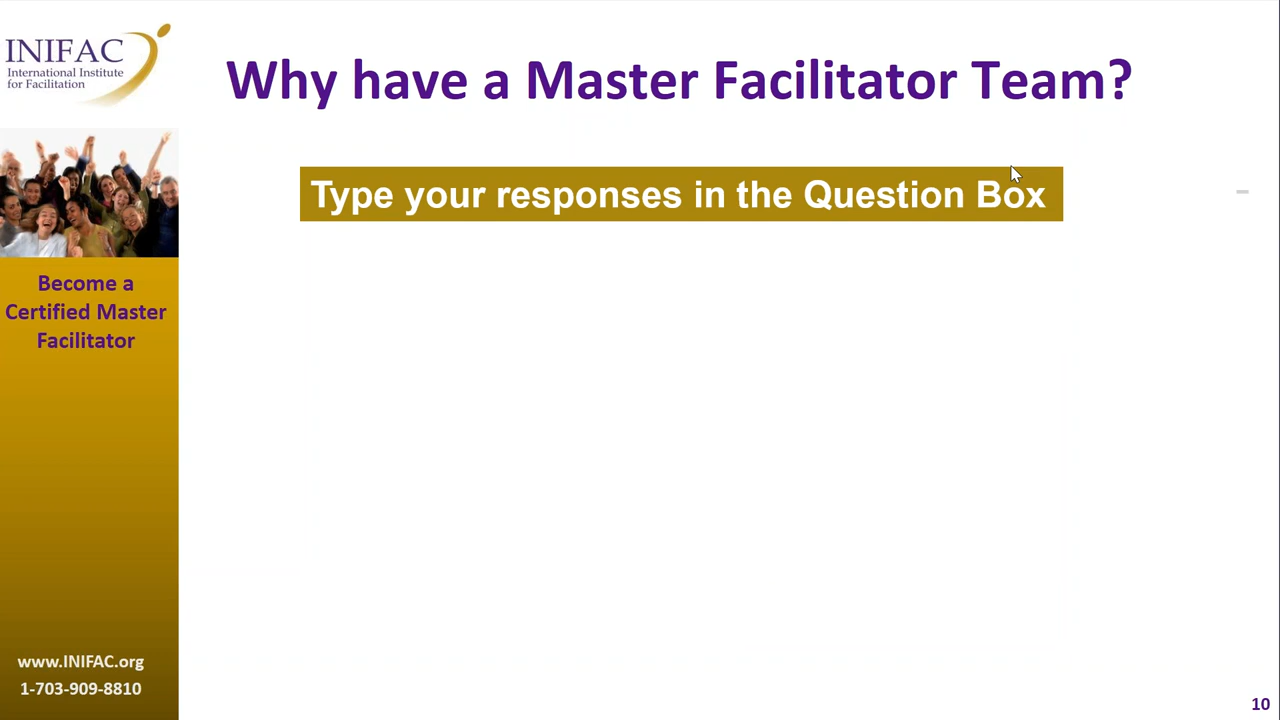 INIFAC
International Institute
for Facilitation
Why have a Master Facilitator Team?
Type your responses in the Question Box
Become a
Certified Master
Facilitator
www.INIFAC.org
1-703-909-8810
10